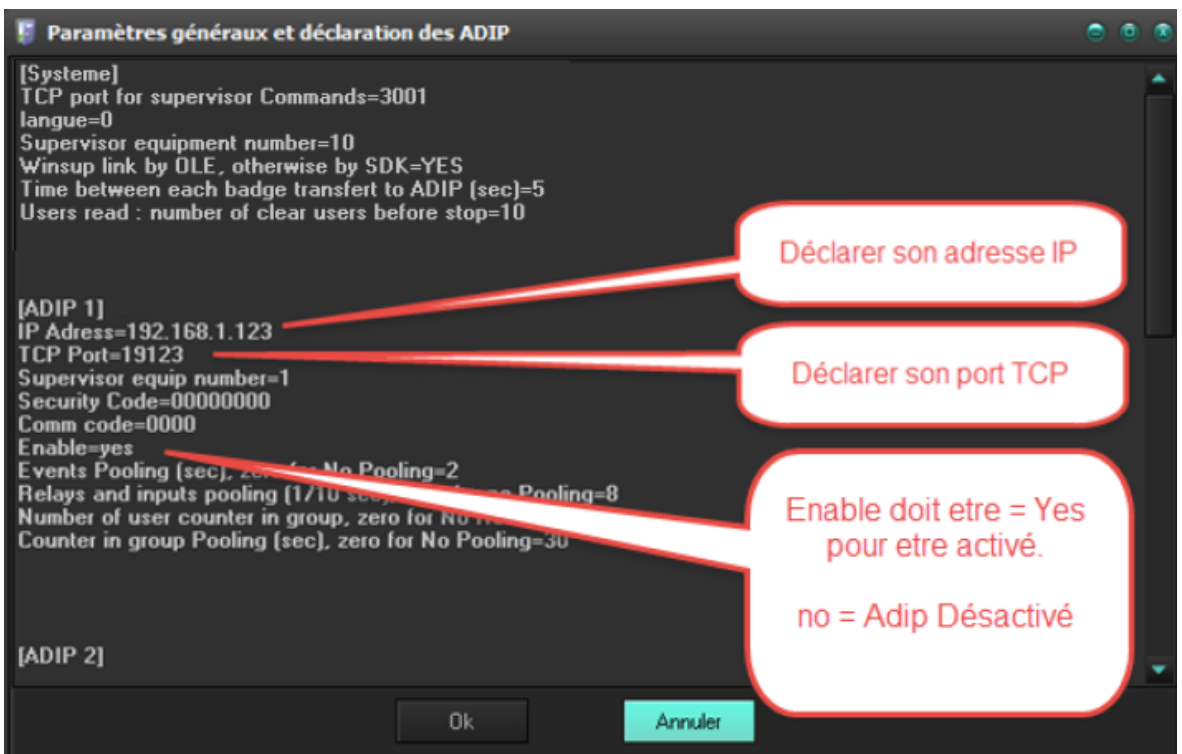 Paramètres généraux et déclaration des ADIP
[Systeme]
TCP port for supervisor Commands=3001
langue=0
Supervisor equipment number=10
Winsup link by OLE, otherwise by SDK=YES
Time between each badge transfert to ADIP (sec)=5
Users read : number of clear users before stop=10
Déclarer son adresse IP
[ADIP 1]
IP Adress=192.168.1.123
TCP Port=19123
Déclarer son port TCP
Supervisor equip number=1
Security Code=00000000
Comm code=0000
Enable=yes
Events Pooling (sec), zero for No Pooling=2
Relays and inputs pooling (1/10 sec), Pooling=8
Number of user counter in group, zero for No
Counter in group Pooling (sec), zero for No Pooling=30
Enable doit etre = Yes
pour etre activé.
no = Adip Désactivé
[ADIP 2]
Ok
Annuler